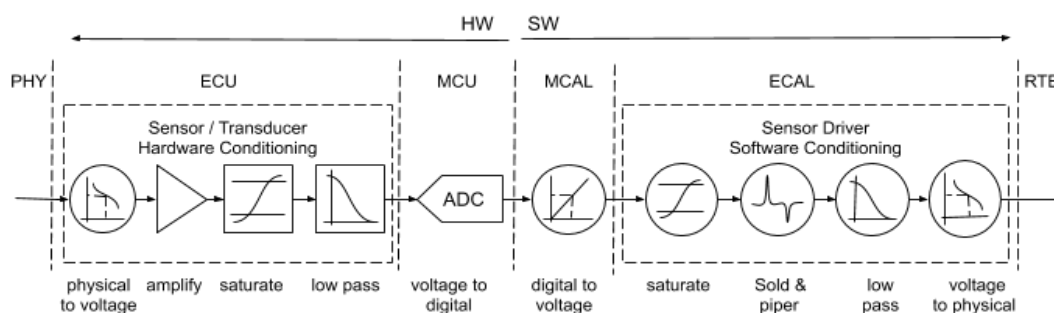 HW SW
PHY ECU MCU MCAL ECAL RTE
Sensor / Transducer
Hardware Conditioning
Sensor Driver
Software Conditioning
ADC
physical
to voltage
amplify
saturate
low pass
voltage to
digital
digital to
voltage
saturate
Sold &
piper
low
pass
voltage
to physical